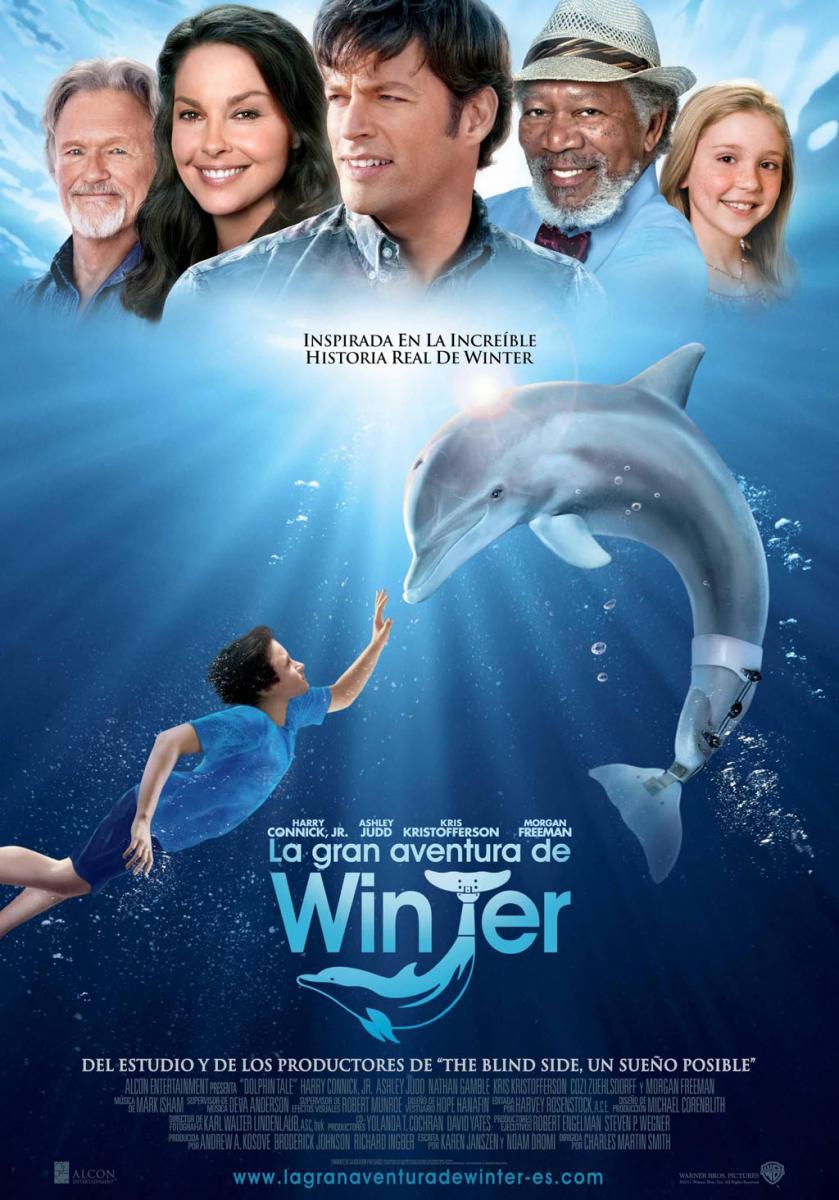 INSPIRADA EN LA INCREÍBLE
HISTORIA REAL DE WINTER
HARRY CONNICK, JR. ASHLEY JUDD KRIS KRISTOFFERSON MORGAN FREEMAN
La gran aventura de
Winter
DEL ESTUDIO Y DE LOS PRODUCTORES DE “THE BLIND SIDE, UN SUEÑO POSIBLE”
ALCON ENTERTAINMENT PRESENTA "DOLPHIN TALE" HARRY CONNICK, JR. ASHLEY JUDD NATHAN GAMBLE KRIS KRISTOFFERSON COZI ZUEHLSDORFF Y MORGAN FREEMAN
MÚSICA DE MARK ISHAM SUPERVISOR DE MÚSICA DEVA ANDERSON SUPERVISOR DE EFECTOS VISUALES ROBERT MUNROE DISEÑO DE VESTUARIO HOPE HANAFIN EDITADA POR HARVEY ROSENSTOCK, A.C.E. DISEÑO DE PRODUCCIÓN MICHAEL CORENBLITH
DIRECTOR DE FOTOGRAFÍA KARL WALTER LINDENLAUB, ASC, bvk CO-PRODUCTORES YOLANDA T. COCHRAN DAVID YATES PRODUCTORES EJECUTIVOS ROBERT ENGELMAN STEVEN P. WEGNER
PRODUCIDA POR ANDREW A. KOSOVE BRODERICK JOHNSON RICHARD INGBER ESCRITA POR KAREN JANSZEN y NOAM DROMI DIRIGIDA POR CHARLES MARTIN SMITH
ALCON
ENTERTAINMENT
www.lagranaventuradewinter-es.com
WARNER BROS. PICTURES